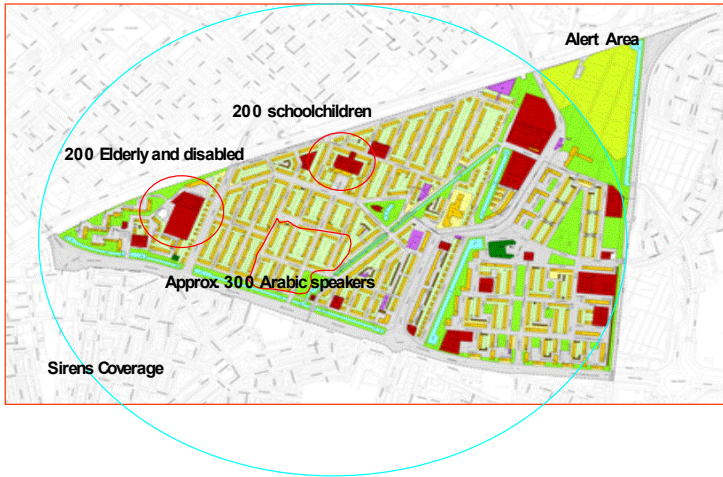 Alert Area
200 schoolchildren
200 Elderly and disabled
Approx. 300 Arabic speakers
Sirens Coverage